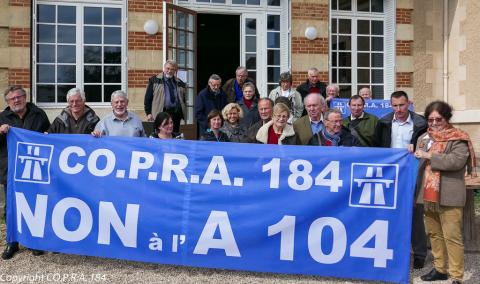 CO.P.R.A. 184
NON à l' A 104
Copyright CO.P.R.A. 184